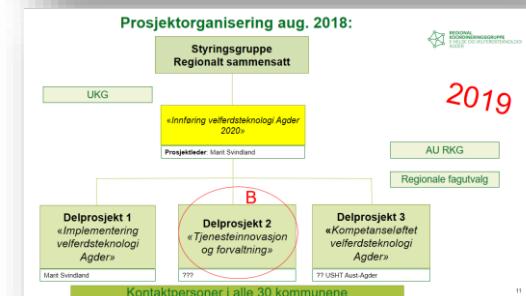 Prosjektorganisering aug. 2018:
REGIONAL
KOORDINERINGSGRUPPE
E-HELSE OG VELFERDSTEKNOLOGI
AGDER
Styringsgruppe
Regionalt sammensatt
2019
UKG
«Innføring velferdsteknologi Agder
2020»
Prosjektleder: Marit Svindland
AU RKG
Regionale fagutvalg
B
Delprosjekt 1
«Implementering
velferdsteknologi
Agder»
Marit Svindland
Delprosjekt 2
«Tjenesteinnovasjon
og forvaltning»
???
Delprosjekt 3
«Kompetanseløftet
velferdsteknologi
Agder»
?? USHT Aust-Agder
Kontaktpersoner i alle 30 kommunene
11